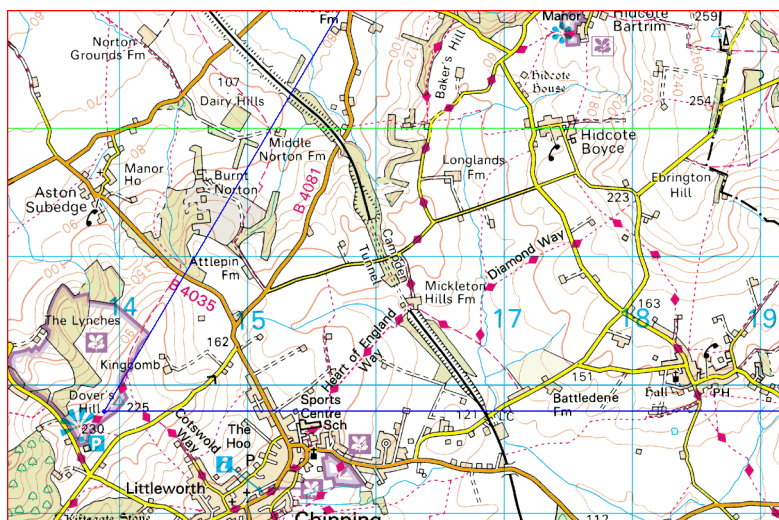 Fm
Manor
Hidcote
Bartrim
259
Norton
Grounds Fm
107
Dairy Hills
Baker's Hill
Hidcote
House
254
Middle
Norton Fm
Hidcote
Boyce
Longlands
Fm
Manor
Ho
Burnt
Norton
B 4081
Ebrington
Hill
Aston
Subedge
223
Attlepin
Fm
Campden
Tunnel
Diamond Way
Mickleton
Hills Fm
B 4035
14
15
17
18
19
163
The Lynches
162
Heart of England
Way
Kingcomb
151
Dover's
Hill
225
230
P
Cotswold
Way
The
Hoo
Sports
Centre
Sch
121
LC
Battledene
Fm
Hall
PH
P
i
Littleworth
Chipping
112